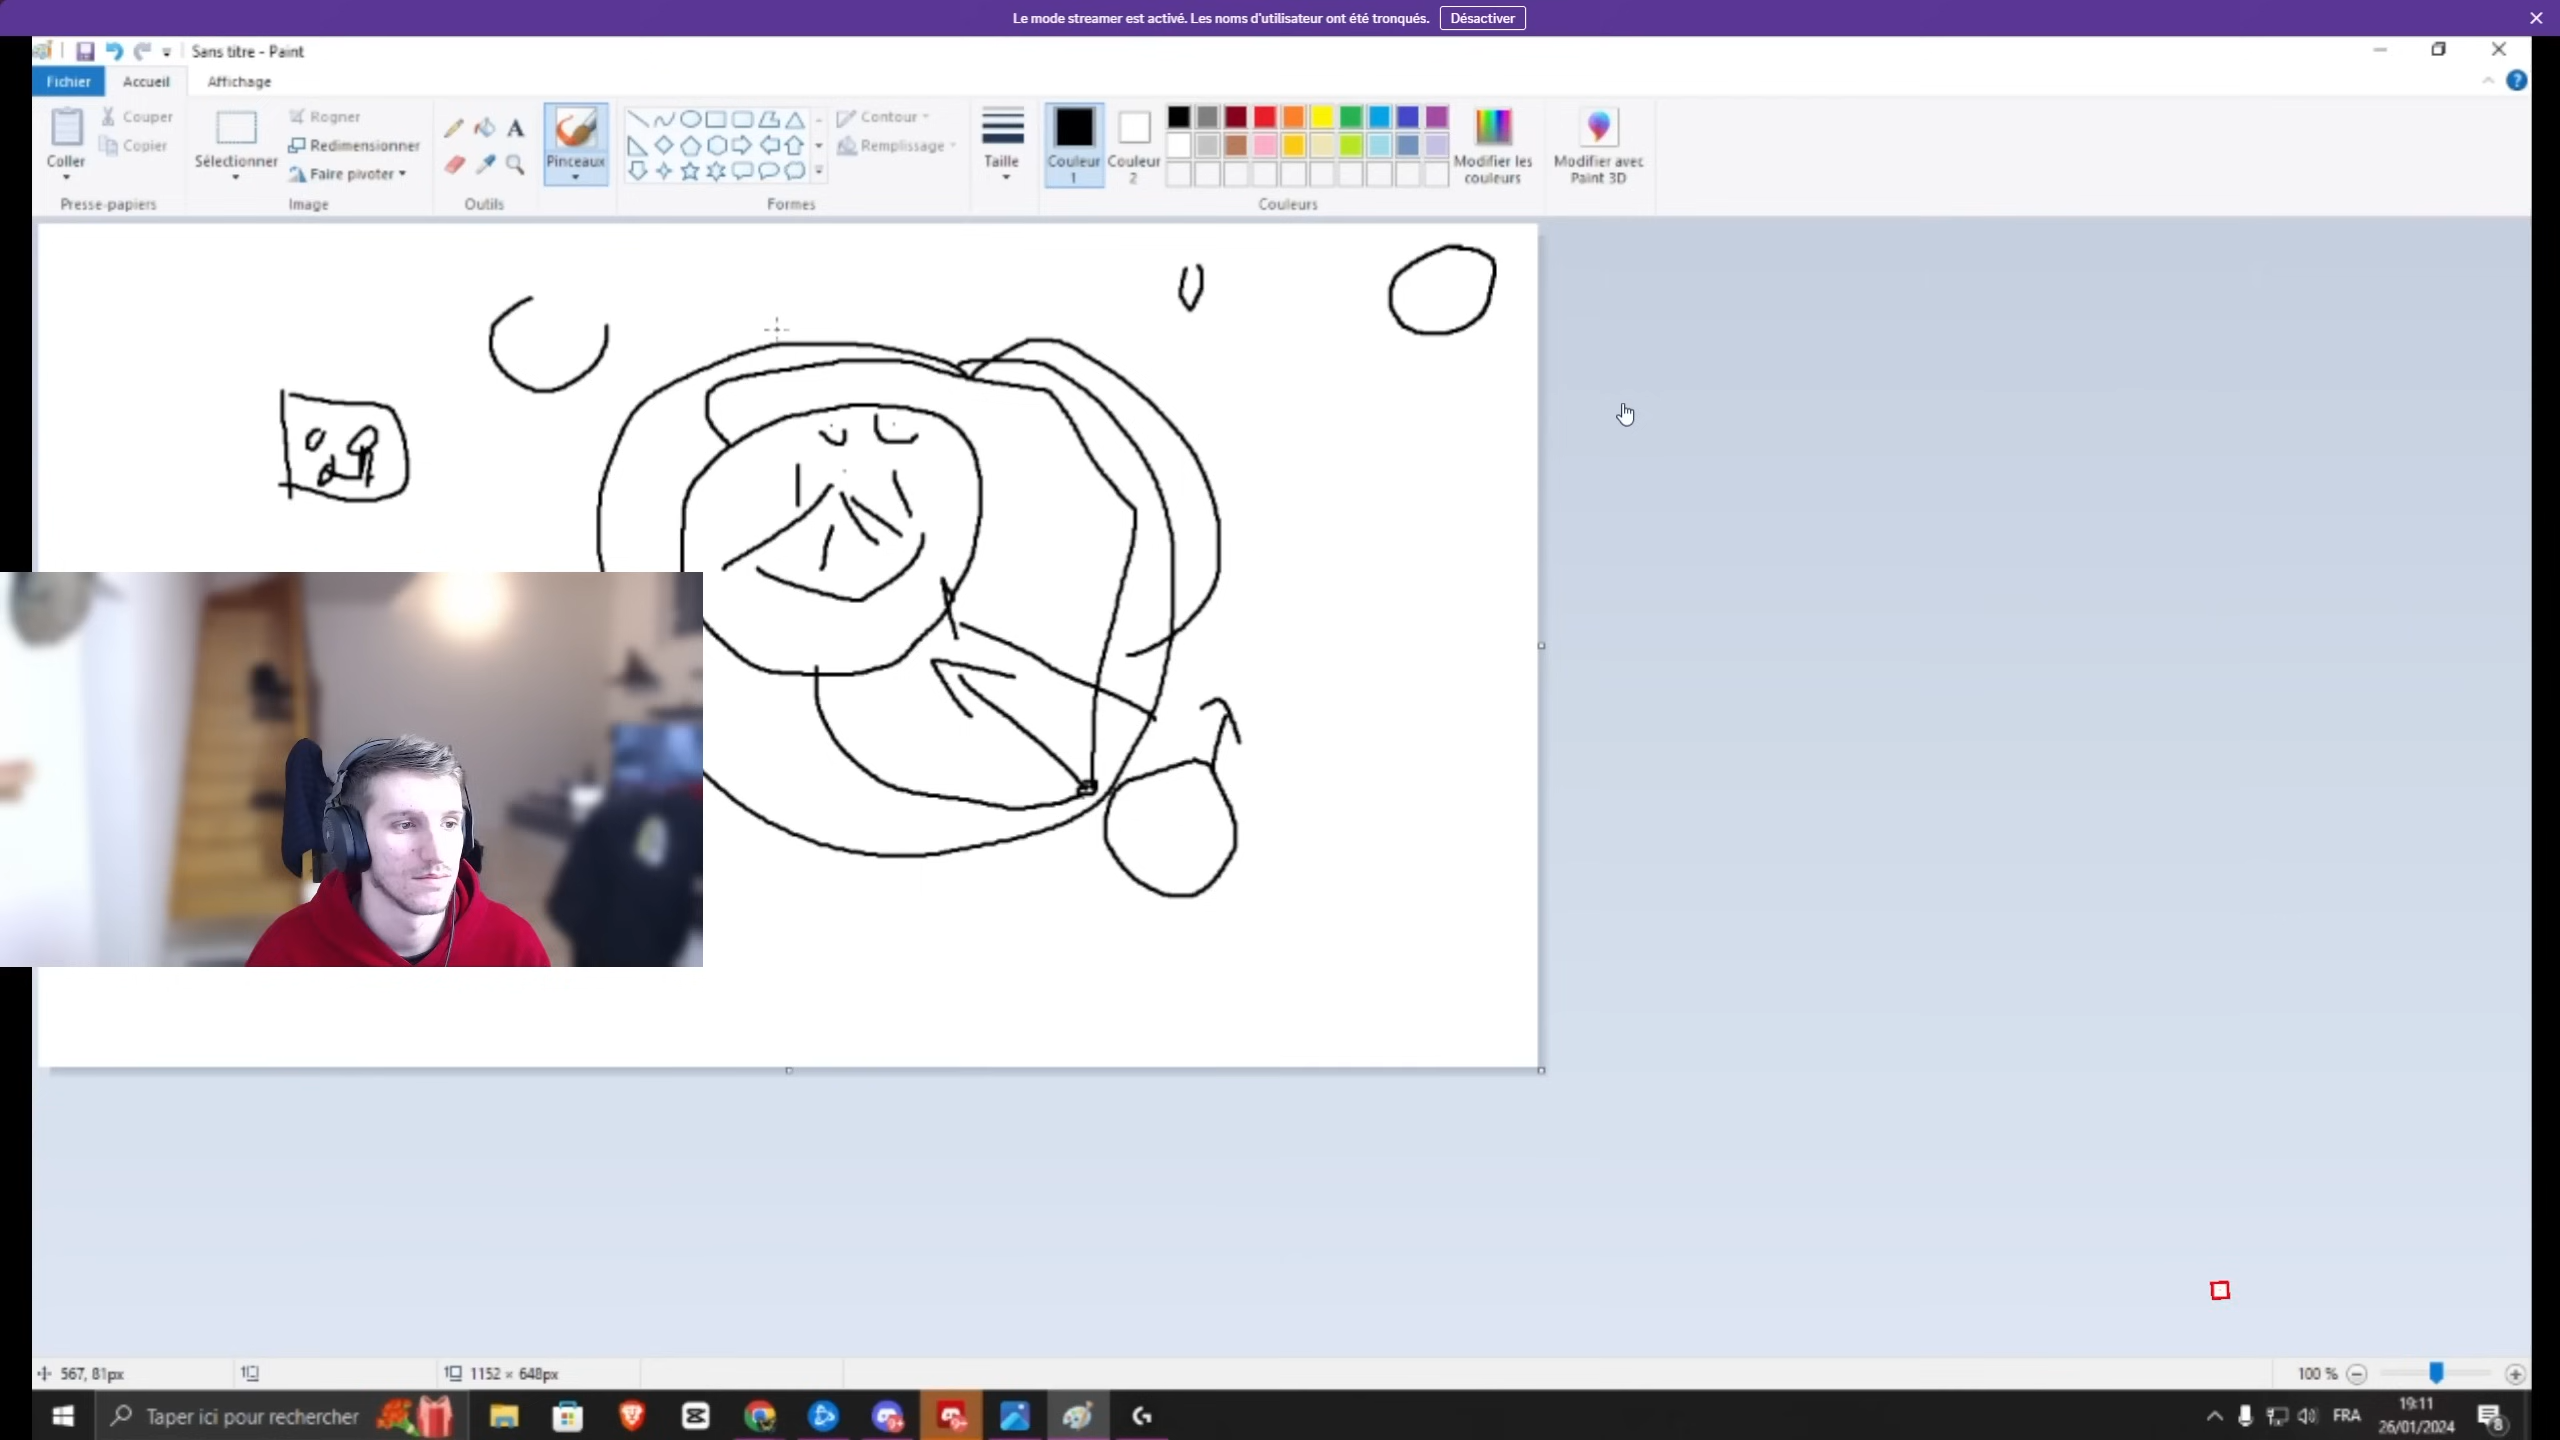 Le mode streamer est activé. Les noms d'utilisateur ont été tronqués. Désactiver
Sans titre - Paint
Fichier Accueil Affichage
Coller
Couper
Copier
Presse-papiers
Sélectionner
Rogner
Redimensionner
Faire pivoter
Image
Outils
Pinceaux
Contour
Remplissage
Formes
Taille
Couleur 1
Couleur 2
Modifier les couleurs
Couleurs
Modifier avec Paint 3D
567, 81px
1152 × 648px
100 %
Taper ici pour rechercher
FRA
19:11
26/01/2024
8